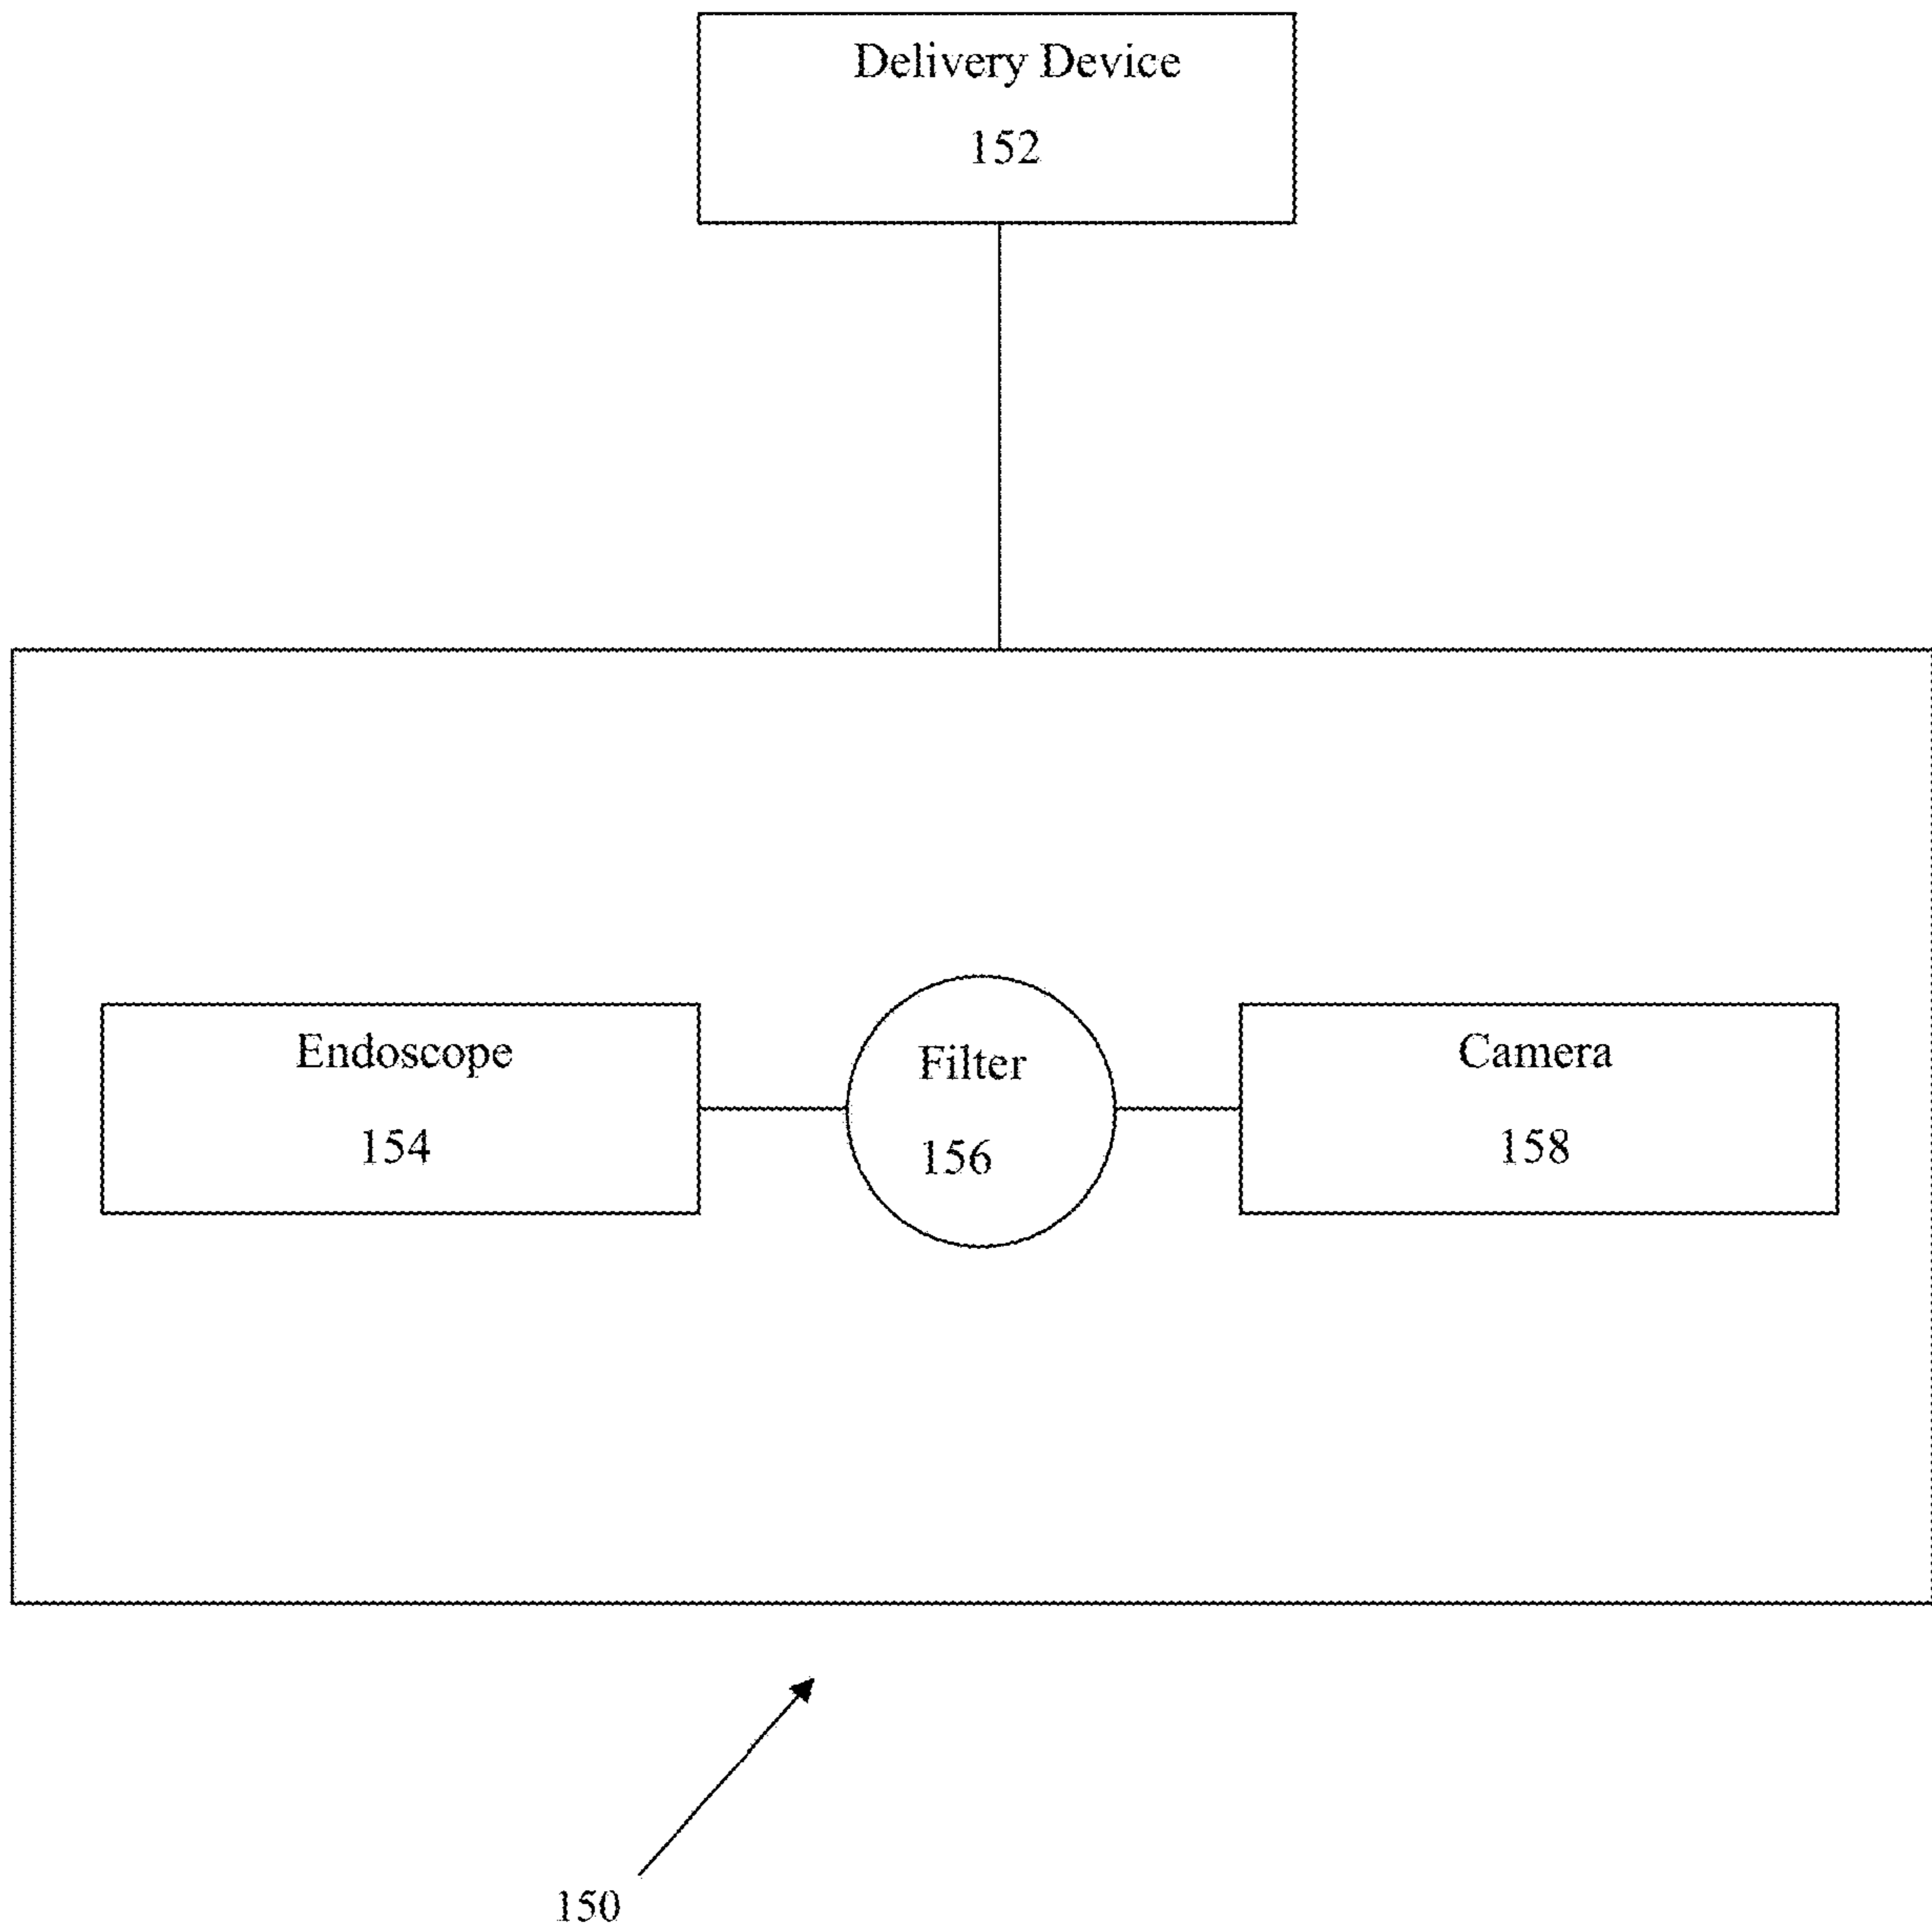 Delivery Device
152
Endoscope
154
Filter
156
Camera
158
150